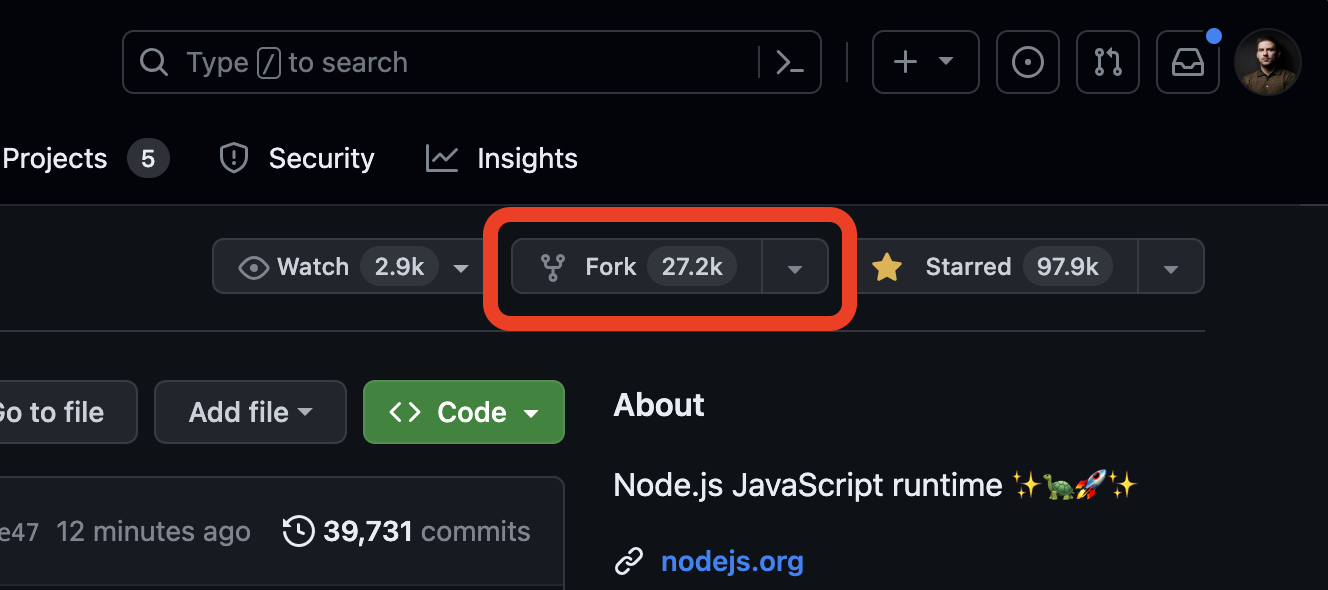 Type / to search
Projects 5 Security Insights
Watch 2.9k Fork 27.2k Starred 97.9k
Go to file Add file Code
About
Node.js JavaScript runtime ✨🐢🚀✨
e47 12 minutes ago 39,731 commits
nodejs.org